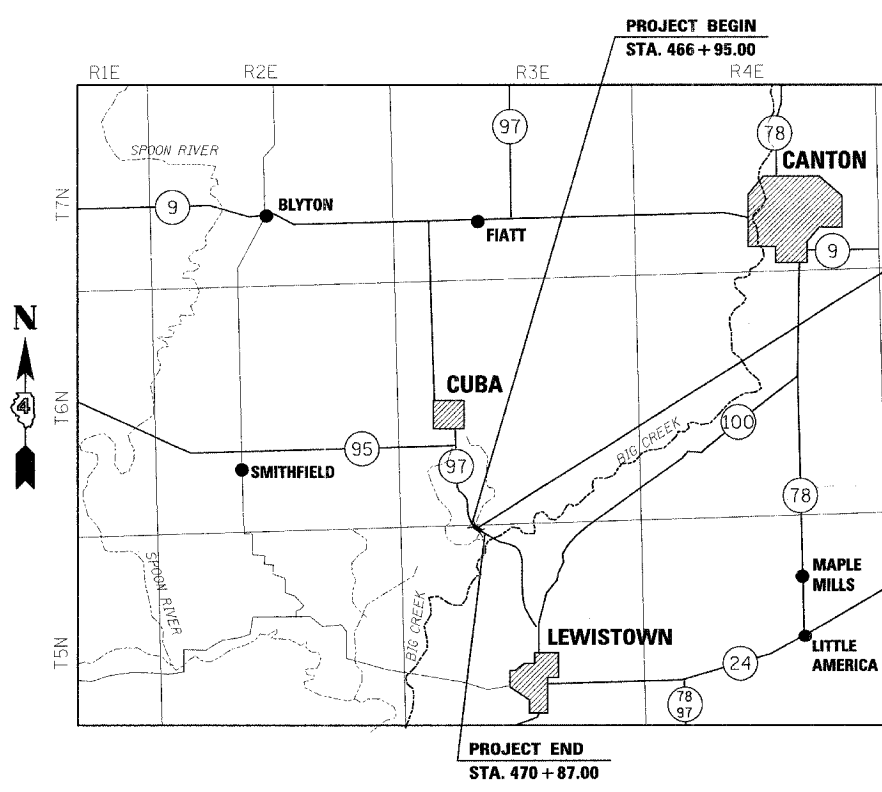 PROJECT BEGIN
STA. 466+95.00
R1E
R2E
R3E
R4E
97
78
SPOON RIVER
CANTON
T7N
9
BLYTON
FIATT
9
N
4
T6N
CUBA
BIG CREEK
100
95
97
SMITHFIELD
78
SPOON RIVER
MAPLE
MILLS
BIG CREEK
T5N
LEWISTOWN
LITTLE
AMERICA
24
78
97
PROJECT END
STA. 470+87.00